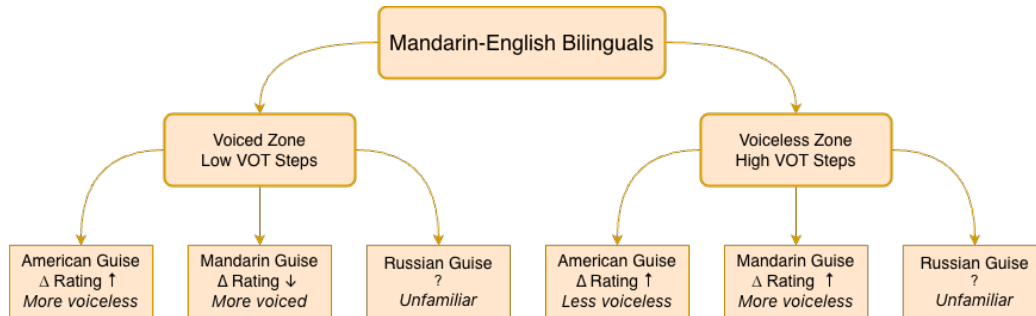 Mandarin-English Bilinguals
Voiced Zone
Low VOT Steps
Voiceless Zone
High VOT Steps
American Guise
Δ Rating ↑
More voiceless
Mandarin Guise
Δ Rating ↓
More voiced
Russian Guise
?
Unfamiliar
American Guise
Δ Rating ↑
Less voiceless
Mandarin Guise
Δ Rating ↑
More voiceless
Russian Guise
?
Unfamiliar